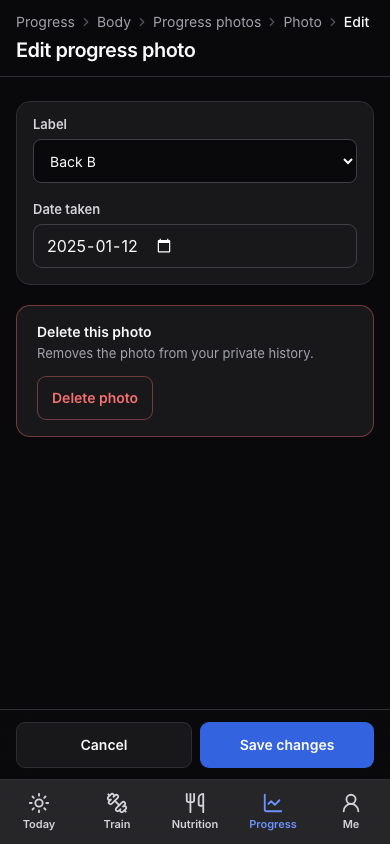 Progress > Body > Progress photos > Photo > Edit
Edit progress photo
Label
Back B
Date taken
2025-01-12
Delete this photo
Removes the photo from your private history.
Delete photo
Cancel Save changes
Today Train Nutrition Progress Me